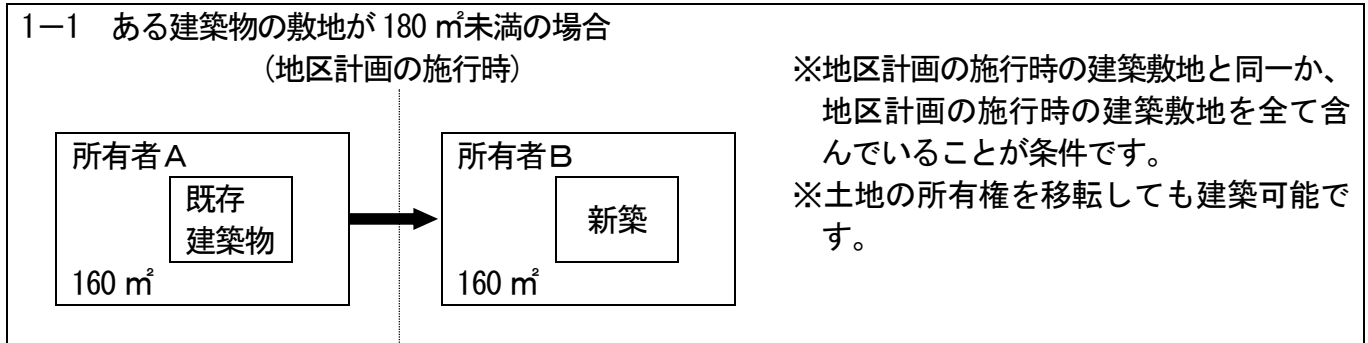 1－1　ある建築物の敷地が 180 ㎡未満の場合
（地区計画の施行時）
所有者Ａ
既存
建築物
160 ㎡
所有者Ｂ
新築
160 ㎡
※地区計画の施行時の建築敷地と同一か、
地区計画の施行時の建築敷地を全て含
んでいることが条件です。
※土地の所有権を移転しても建築可能で
す。